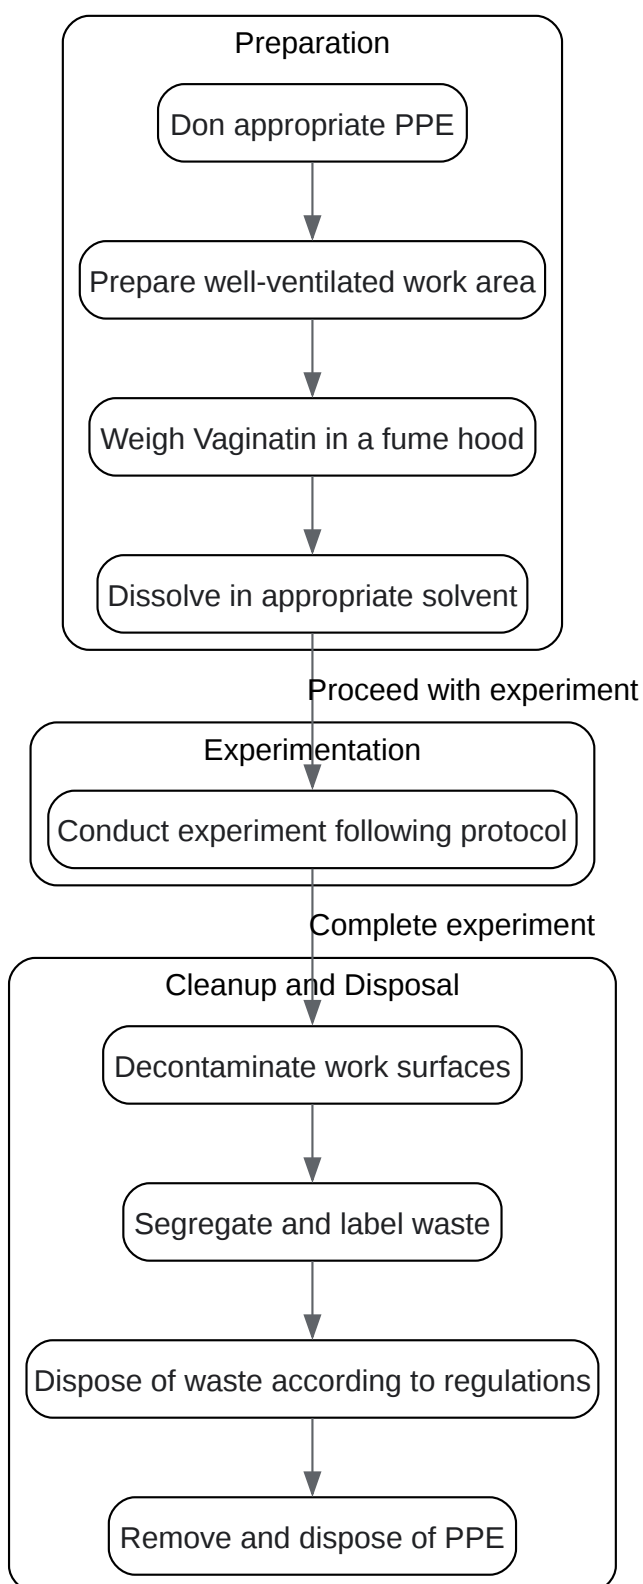 Preparation
Don appropriate PPE
Prepare well-ventilated work area
Weigh Vaginatin in a fume hood
Dissolve in appropriate solvent
Proceed with experiment
Experimentation
Conduct experiment following protocol
Complete experiment
Cleanup and Disposal
Decontaminate work surfaces
Segregate and label waste
Dispose of waste according to regulations
Remove and dispose of PPE